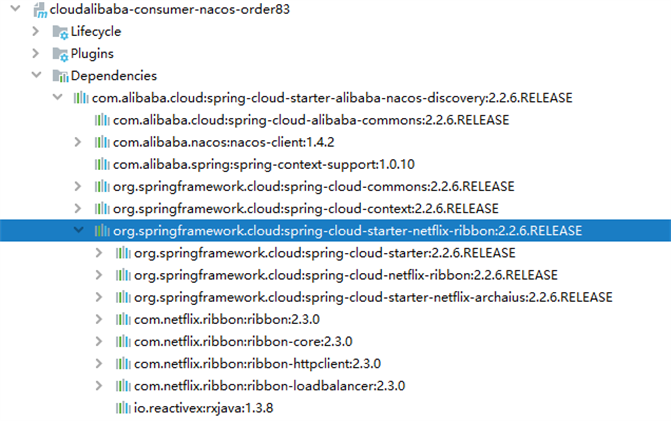 cloudalibaba-consumer-nacos-order83
Lifecycle
Plugins
Dependencies
com.alibaba.cloud:spring-cloud-starter-alibaba-nacos-discovery:2.2.6.RELEASE
com.alibaba.cloud:spring-cloud-alibaba-commons:2.2.6.RELEASE
com.alibaba.nacos:nacos-client:1.4.2
com.alibaba.spring:spring-context-support:1.0.10
org.springframework.cloud:spring-cloud-commons:2.2.6.RELEASE
org.springframework.cloud:spring-cloud-context:2.2.6.RELEASE
org.springframework.cloud:spring-cloud-starter-netflix-ribbon:2.2.6.RELEASE
org.springframework.cloud:spring-cloud-starter:2.2.6.RELEASE
org.springframework.cloud:spring-cloud-netflix-ribbon:2.2.6.RELEASE
org.springframework.cloud:spring-cloud-starter-netflix-archaius:2.2.6.RELEASE
com.netflix.ribbon:ribbon:2.3.0
com.netflix.ribbon:ribbon-core:2.3.0
com.netflix.ribbon:ribbon-httpclient:2.3.0
com.netflix.ribbon:ribbon-loadbalancer:2.3.0
io.reactivex:rxjava:1.3.8